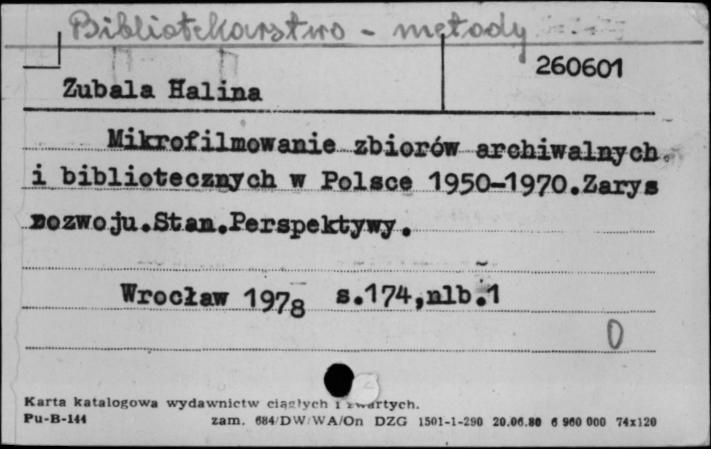 Bibliotekarstwo - metody
260601
Zubala Halina
Mikrofilmowanie zbiorów archiwalnych
i bibliotecznych w Polsce 1950-1970.Zarys
rozwoju.Stan.Perspektywy.
Wrocław 1978 s.174,nlb.1
0
Karta katalogowa wydawnictw ciągłych i zwartych.
Pu-B-144 zam. 684/DW/WA/On DZG 1501-1-290 20.06.80 6 960 000 74x120